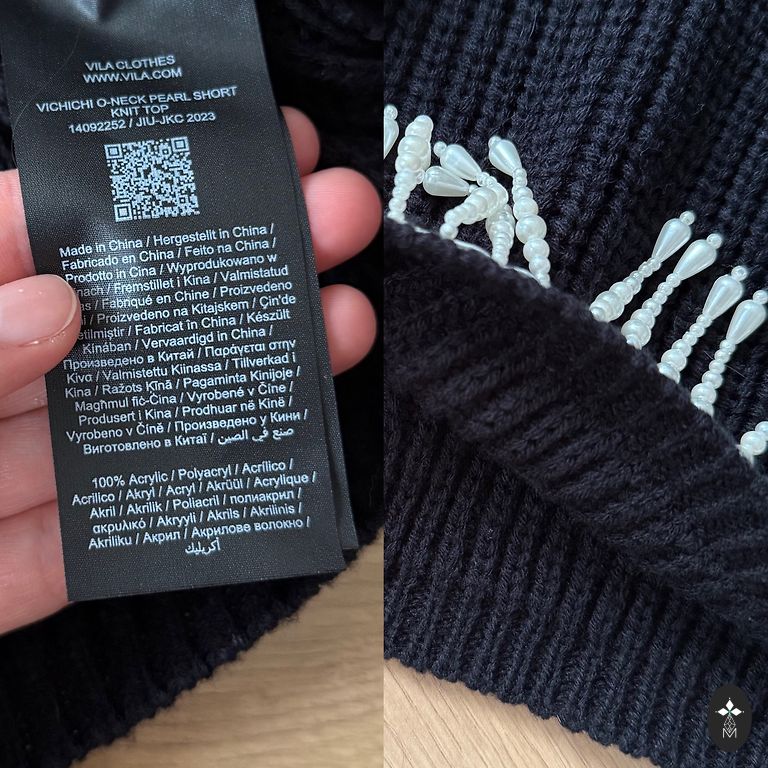 VILA CLOTHES
WWW.VILA.COM
VICHICHI O-NECK PEARL SHORT
KNIT TOP
14092252 / JIU-JKC 2023
Made in China / Hergestellt in China /
Fabricado en China / Feito na China /
Prodotto in Cina / Wyprodukowano w
/ Fremstillet i Kina / Valmistatud
/ Fabriqué en Chine / Proizvedeno
/ Proizvedeno na Kitajskem / Çin'de
/ Fabricat în China / Készült
Kínában / Vervaardigd in China /
Произведено в Китай / Παράγεται στην
Κίνα / Valmistettu Kiinassa / Tillverkad i
Kina / Ražots Ķīnā / Pagaminta Kinijoje /
Magħmul fiċ-Ċina / Vyrobené v Číne /
Produsert i Kina / Prodhuar në Kinë /
Vyrobeno v Číně / Произведено у Кини /
Виготовлено в Китаї / صنع في الصين
100% Acrylic / Polyacryl / Acrílico /
Acrilico / Akryl / Acryl / Akrüül / Acrylique /
Akril / Akrilik / Poliacril / полиакрил /
ακρυλικό / Akryyli / Akrils / Akrilinis /
Akriliku / Акрил / Акрилове волокно /
أكريليك
M